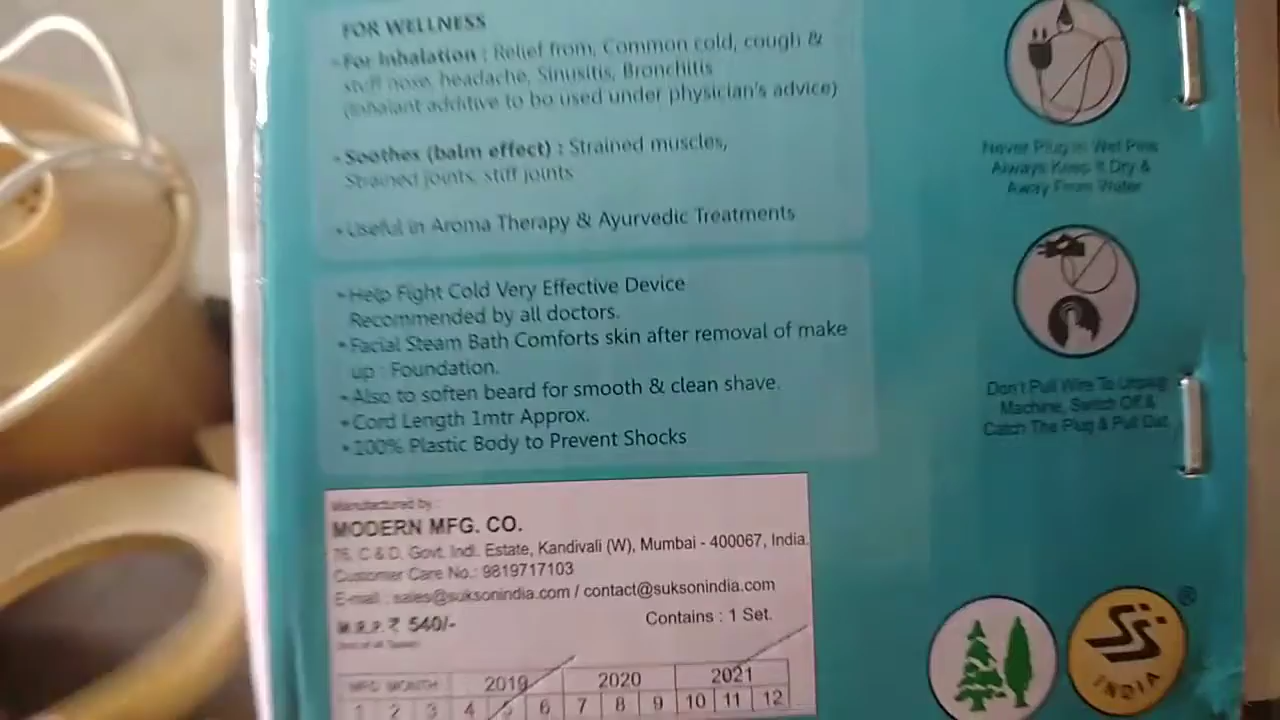 FOR WELLNESS
- For Inhalation : Relief from, Common cold, cough &
stuff nose, headache, Sinusitis, Bronchitis
(Inhalant additive to be used under physician's advice)
- Soothes (balm effect) : Strained muscles,
Strained joints, stiff joints
• Useful in Aroma Therapy & Ayurvedic Treatments
• Help Fight Cold Very Effective Device
Recommended by all doctors.
• Facial Steam Bath Comforts skin after removal of make
up : Foundation.
• Also to soften beard for smooth & clean shave.
• Cord Length 1mtr Approx.
• 100% Plastic Body to Prevent Shocks
Manufactured by :
MODERN MFG. CO.
76, C & D, Govt. Indl. Estate, Kandivali (W), Mumbai - 400067, India.
Customer Care No.: 9819717103
E-mail : sales@suksonindia.com / contact@suksonindia.com
M.R.P. ₹ 540/-
Contains : 1 Set.
MFG MONTH 2019 2020 2021
1 2 3 4 5 6 7 8 9 10 11 12
Never Plug in Wet Pins
Always Keep It Dry &
Away From Water
Don't Pull Wire To Unplug
Machine, Switch Off &
Catch The Plug & Pull Out.
®
INDIA